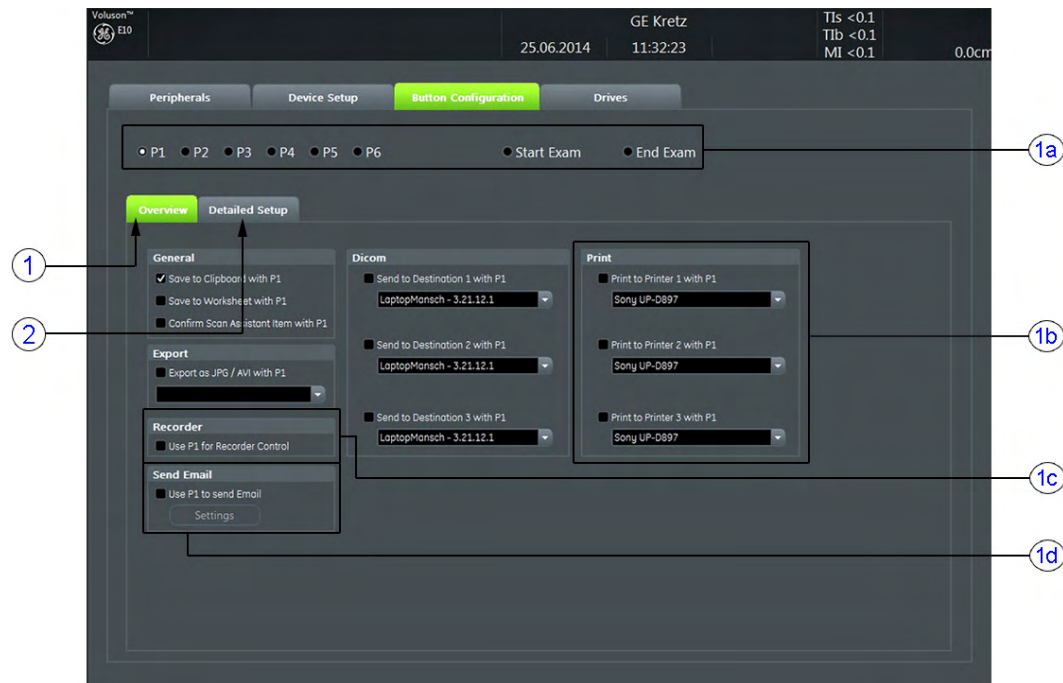 Voluson™
E10
GE Kretz
25.06.2014 11:32:23
TIs <0.1
TIb <0.1
MI <0.1
0.0cm
Peripherals Device Setup Button Configuration Drives
P1 P2 P3 P4 P5 P6 Start Exam End Exam
1a
Overview Detailed Setup
1
2
General
Save to Clipboard with P1
Save to Worksheet with P1
Confirm Scan Assistant Item with P1
Export
Export as JPG / AVI with P1
Recorder
Use P1 for Recorder Control
Send Email
Use P1 to send Email
Settings
Dicom
Send to Destination 1 with P1
LaptopMansch - 3.21.12.1
Send to Destination 2 with P1
LaptopMansch - 3.21.12.1
Send to Destination 3 with P1
LaptopMansch - 3.21.12.1
Print
Print to Printer 1 with P1
Sony UP-D897
Print to Printer 2 with P1
Sony UP-D897
Print to Printer 3 with P1
Sony UP-D897
1b
1c
1d